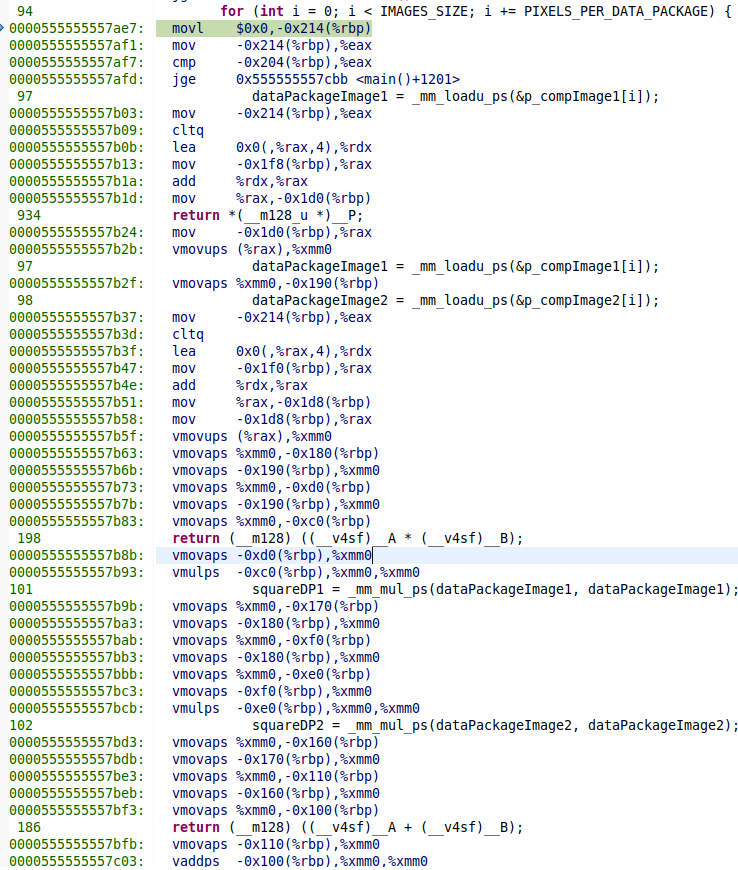 94 for (int i = 0; i < IMAGES_SIZE; i += PIXELS_PER_DATA_PACKAGE) {
0000555555557ae7: movl $0x0,-0x214(%rbp)
0000555555557af1: mov -0x214(%rbp),%eax
0000555555557af7: cmp -0x204(%rbp),%eax
0000555555557afd: jge 0x555555557cbb <main()+1201>
97 dataPackageImage1 = _mm_loadu_ps(&p_compImage1[i]);
0000555555557b03: mov -0x214(%rbp),%eax
0000555555557b09: cltq
0000555555557b0b: lea 0x0(,%rax,4),%rdx
0000555555557b13: mov -0x1f8(%rbp),%rax
0000555555557b1a: add %rdx,%rax
0000555555557b1d: mov %rax,-0x1d0(%rbp)
934 return *(__m128_u *)__P;
0000555555557b24: mov -0x1d0(%rbp),%rax
0000555555557b2b: vmovups (%rax),%xmm0
97 dataPackageImage1 = _mm_loadu_ps(&p_compImage1[i]);
0000555555557b2f: vmovaps %xmm0,-0x190(%rbp)
98 dataPackageImage2 = _mm_loadu_ps(&p_compImage2[i]);
0000555555557b37: mov -0x214(%rbp),%eax
0000555555557b3d: cltq
0000555555557b3f: lea 0x0(,%rax,4),%rdx
0000555555557b47: mov -0x1f0(%rbp),%rax
0000555555557b4e: add %rdx,%rax
0000555555557b51: mov %rax,-0x1d8(%rbp)
0000555555557b58: mov -0x1d8(%rbp),%rax
0000555555557b5f: vmovups (%rax),%xmm0
0000555555557b63: vmovaps %xmm0,-0x180(%rbp)
0000555555557b6b: vmovaps -0x190(%rbp),%xmm0
0000555555557b73: vmovaps %xmm0,-0xd0(%rbp)
0000555555557b7b: vmovaps -0x190(%rbp),%xmm0
0000555555557b83: vmovaps %xmm0,-0xc0(%rbp)
198 return (__m128) ((__v4sf)__A * (__v4sf)__B);
0000555555557b8b: vmovaps -0xd0(%rbp),%xmm0
0000555555557b93: vmulps -0xc0(%rbp),%xmm0,%xmm0
101 squareDP1 = _mm_mul_ps(dataPackageImage1, dataPackageImage1);
0000555555557b9b: vmovaps %xmm0,-0x170(%rbp)
0000555555557ba3: vmovaps -0x180(%rbp),%xmm0
0000555555557bab: vmovaps %xmm0,-0xf0(%rbp)
0000555555557bb3: vmovaps -0x180(%rbp),%xmm0
0000555555557bbb: vmovaps %xmm0,-0xe0(%rbp)
0000555555557bc3: vmovaps -0xf0(%rbp),%xmm0
0000555555557bcb: vmulps -0xe0(%rbp),%xmm0,%xmm0
102 squareDP2 = _mm_mul_ps(dataPackageImage2, dataPackageImage2);
0000555555557bd3: vmovaps %xmm0,-0x160(%rbp)
0000555555557bdb: vmovaps -0x170(%rbp),%xmm0
0000555555557be3: vmovaps %xmm0,-0x110(%rbp)
0000555555557beb: vmovaps -0x160(%rbp),%xmm0
0000555555557bf3: vmovaps %xmm0,-0x100(%rbp)
186 return (__m128) ((__v4sf)__A + (__v4sf)__B);
0000555555557bfb: vmovaps -0x110(%rbp),%xmm0
0000555555557c03: vaddps -0x100(%rbp),%xmm0,%xmm0